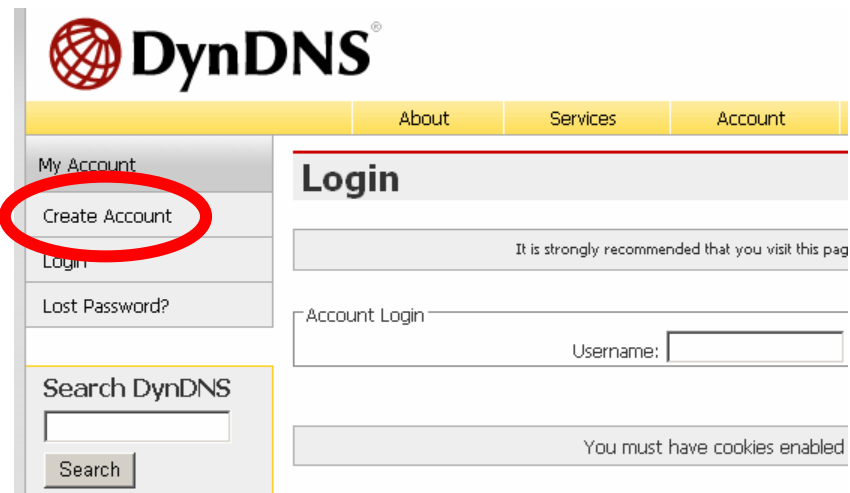 DynDNS®
About Services Account
My Account
Create Account
Login
Lost Password?
Search DynDNS
Search
Login
It is strongly recommended that you visit this pag
Account Login
Username:
You must have cookies enabled